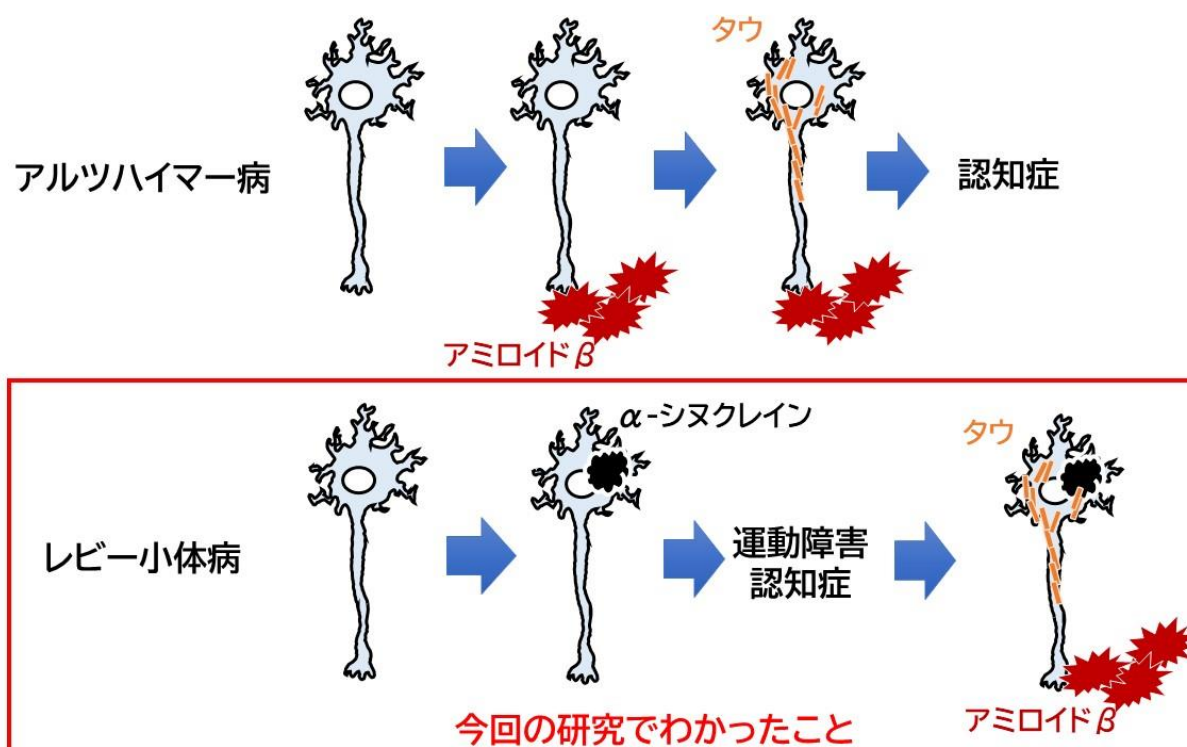 タウ
アルツハイマー病
認知症
アミロイドβ
α-シヌクレイン
タウ
レビー小体病
運動障害
認知症
アミロイドβ
今回の研究でわかったこと